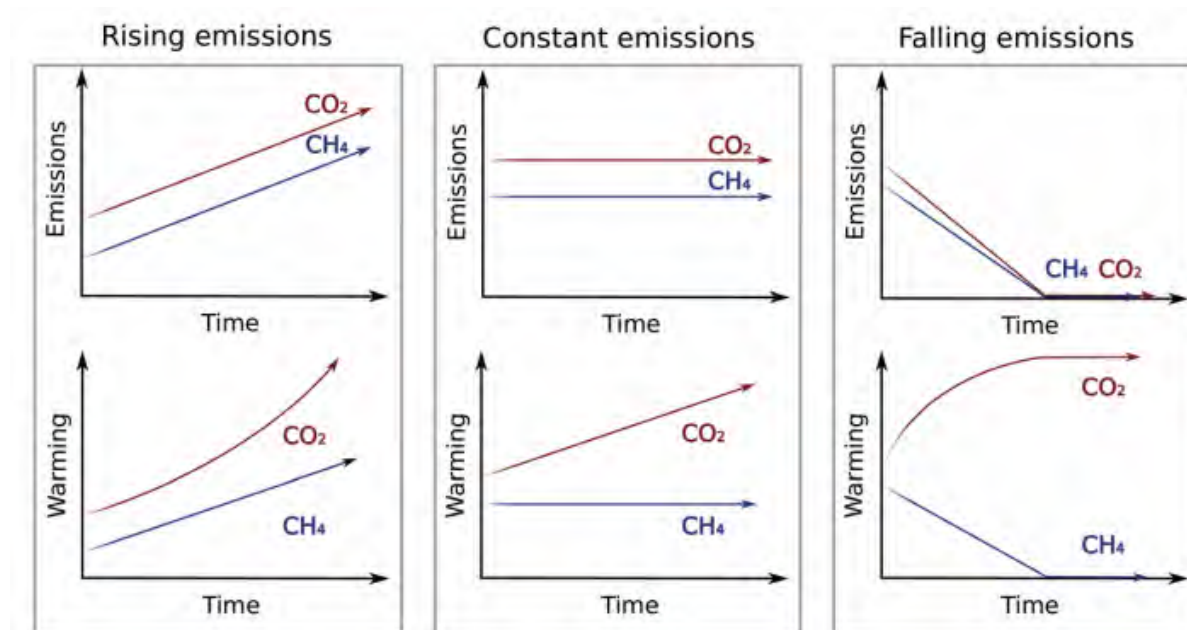 Rising emissions
Emissions
CO₂
CH₄
Time
Warming
CO₂
CH₄
Time
Constant emissions
Emissions
CO₂
CH₄
Time
Warming
CO₂
CH₄
Time
Falling emissions
Emissions
CH₄ CO₂
Time
Warming
CO₂
CH₄
Time